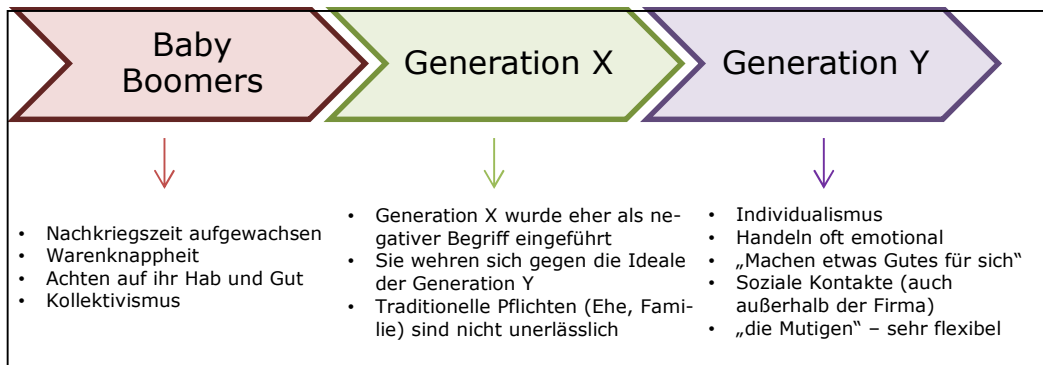 Baby
Boomers
Generation X
Generation Y
• Nachkriegszeit aufgewachsen
• Warenknappheit
• Achten auf ihr Hab und Gut
• Kollektivismus
• Generation X wurde eher als ne-
gativer Begriff eingeführt
• Sie wehren sich gegen die Ideale
der Generation Y
• Traditionelle Pflichten (Ehe, Fami-
lie) sind nicht unerlässlich
• Individualismus
• Handeln oft emotional
• „Machen etwas Gutes für sich“
• Soziale Kontakte (auch
außerhalb der Firma)
• „die Mutigen“ – sehr flexibel